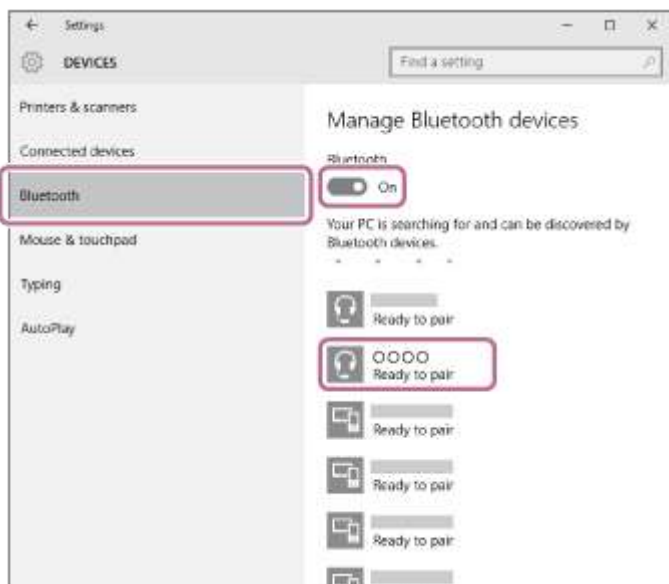 Settings
DEVICES
Find a setting
Printers & scanners
Connected devices
Bluetooth
Mouse & touchpad
Typing
AutoPlay
Manage Bluetooth devices
Bluetooth
On
Your PC is searching for and can be discovered by
Bluetooth devices.
Ready to pair
OOOO
Ready to pair
Ready to pair
Ready to pair
Ready to pair